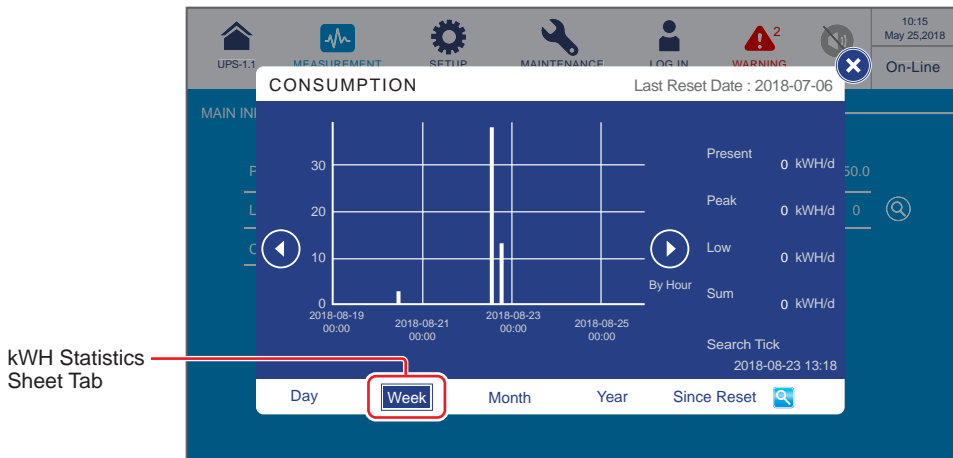 UPS-1.1
MEASUREMENT
SETUP
MAINTENANCE
LOG IN
WARNING
2
10:15
May 25,2018
On-Line
CONSUMPTION
Last Reset Date : 2018-07-06
MAIN IN
30
20
10
0
2018-08-19
00:00
2018-08-21
00:00
2018-08-23
00:00
2018-08-25
00:00
By Hour
Present
0 kWH/d
Peak
0 kWH/d
Low
0 kWH/d
Sum
0 kWH/d
Search Tick
2018-08-23 13:18
P
50.0
L
0
C
Day
Week
Month
Year
Since Reset
kWH Statistics
Sheet Tab